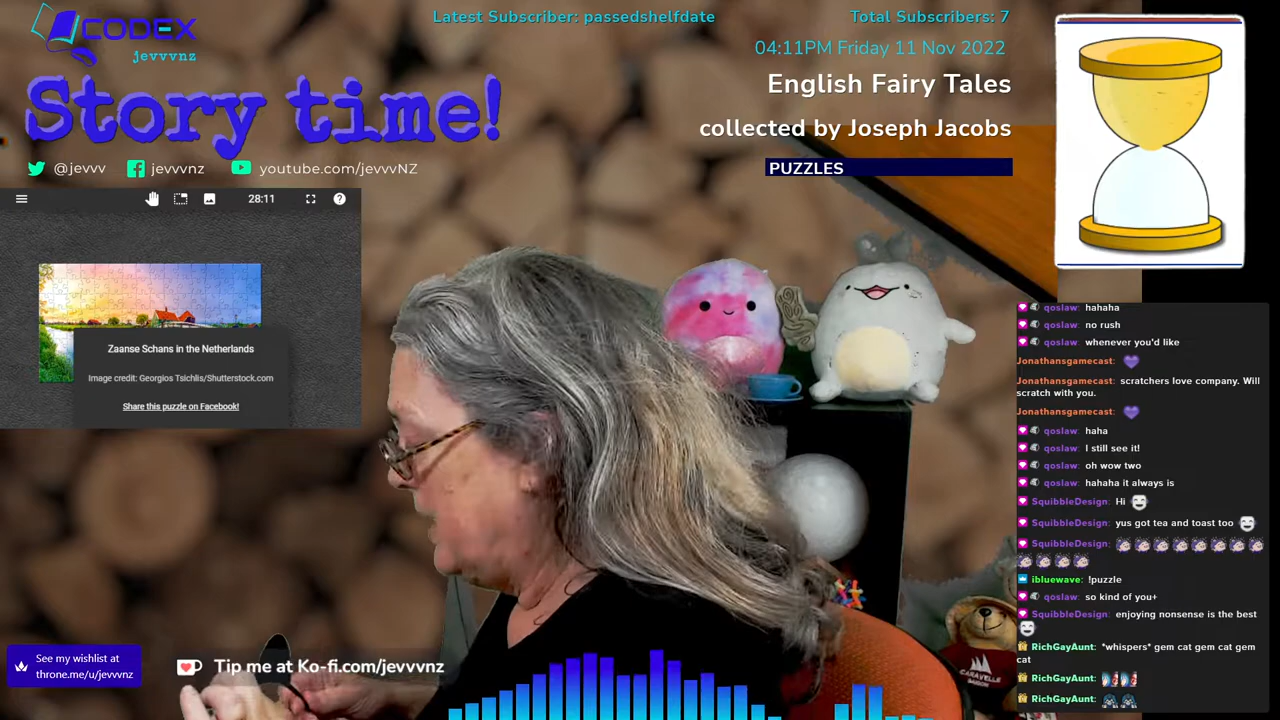 CODEX
jevvvnz
Story time!
@jevvv
jevvvnz
youtube.com/jevvvNZ
Latest Subscriber: passedshelfdate
Total Subscribers: 7
04:11PM Friday 11 Nov 2022
English Fairy Tales
collected by Joseph Jacobs
PUZZLES
28:11
Zaanse Schans in the Netherlands
Image credit: Georgios Tsichlis/Shutterstock.com
Share this puzzle on Facebook!
qoslaw: hahaha
qoslaw: no rush
qoslaw: whenever you'd like
Jonathansgamecast:
Jonathansgamecast: scratchers love company. Will
scratch with you.
Jonathansgamecast:
qoslaw: haha
qoslaw: I still see it!
qoslaw: oh wow two
qoslaw: hahaha it always is
SquibbleDesign: Hi
SquibbleDesign: yus got tea and toast too
SquibbleDesign:
ibluewave: !puzzle
qoslaw: so kind of you+
SquibbleDesign: enjoying nonsense is the best
RichGayAunt: *whispers* gem cat gem cat gem
cat
RichGayAunt:
RichGayAunt:
CARAVELLE
See my wishlist at
throne.me/u/jevvvnz
Tip me at Ko-fi.com/jevvvnz